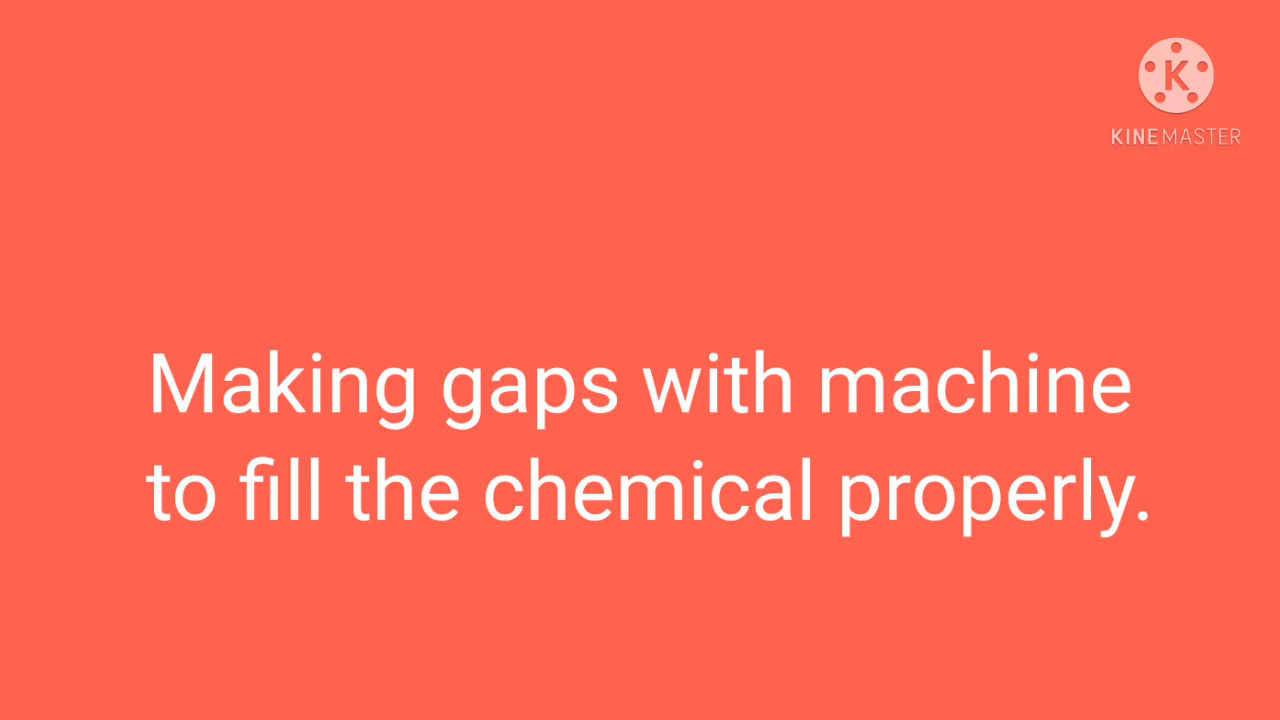 K
KINEMASTER
Making gaps with machine
to fill the chemical properly.